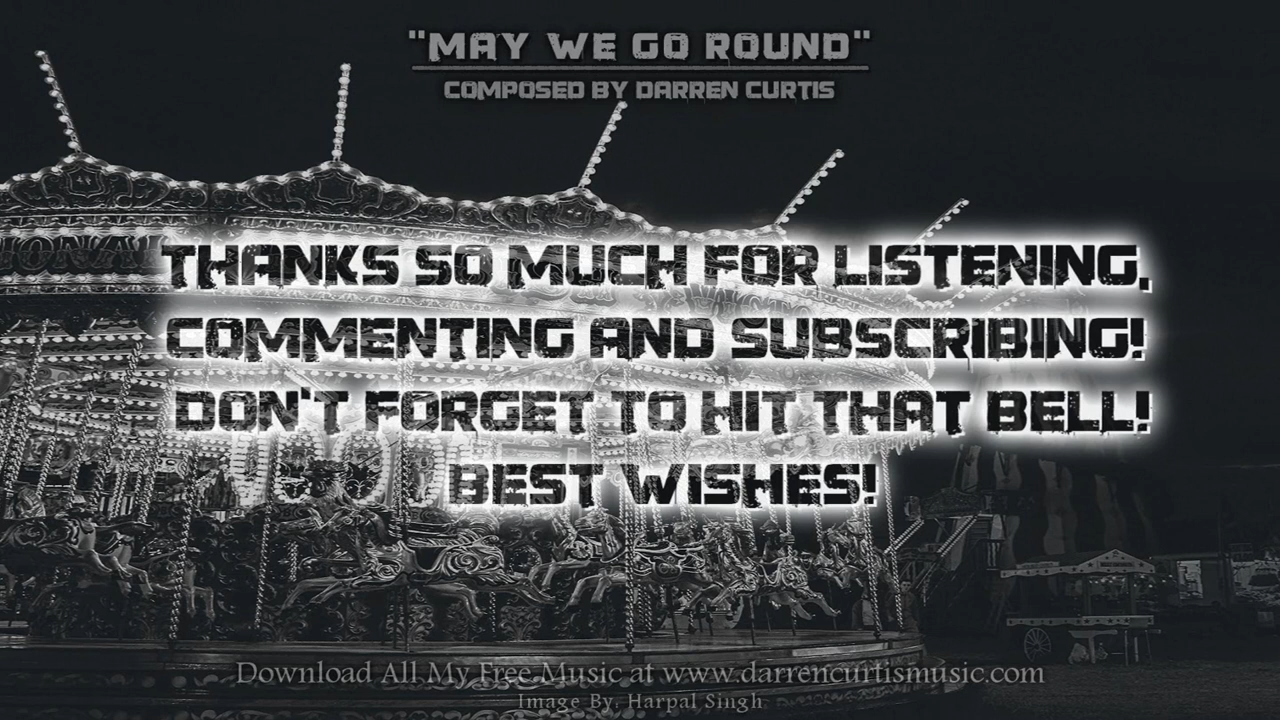 "MAY WE GO ROUND"
COMPOSED BY DARREN CURTIS
THANKS SO MUCH FOR LISTENING,
COMMENTING AND SUBSCRIBING!
DON'T FORGET TO HIT THAT BELL!
BEST WISHES!
Download All My Free Music at www.darrencurtismusic.com
Image By. Harpal Singh